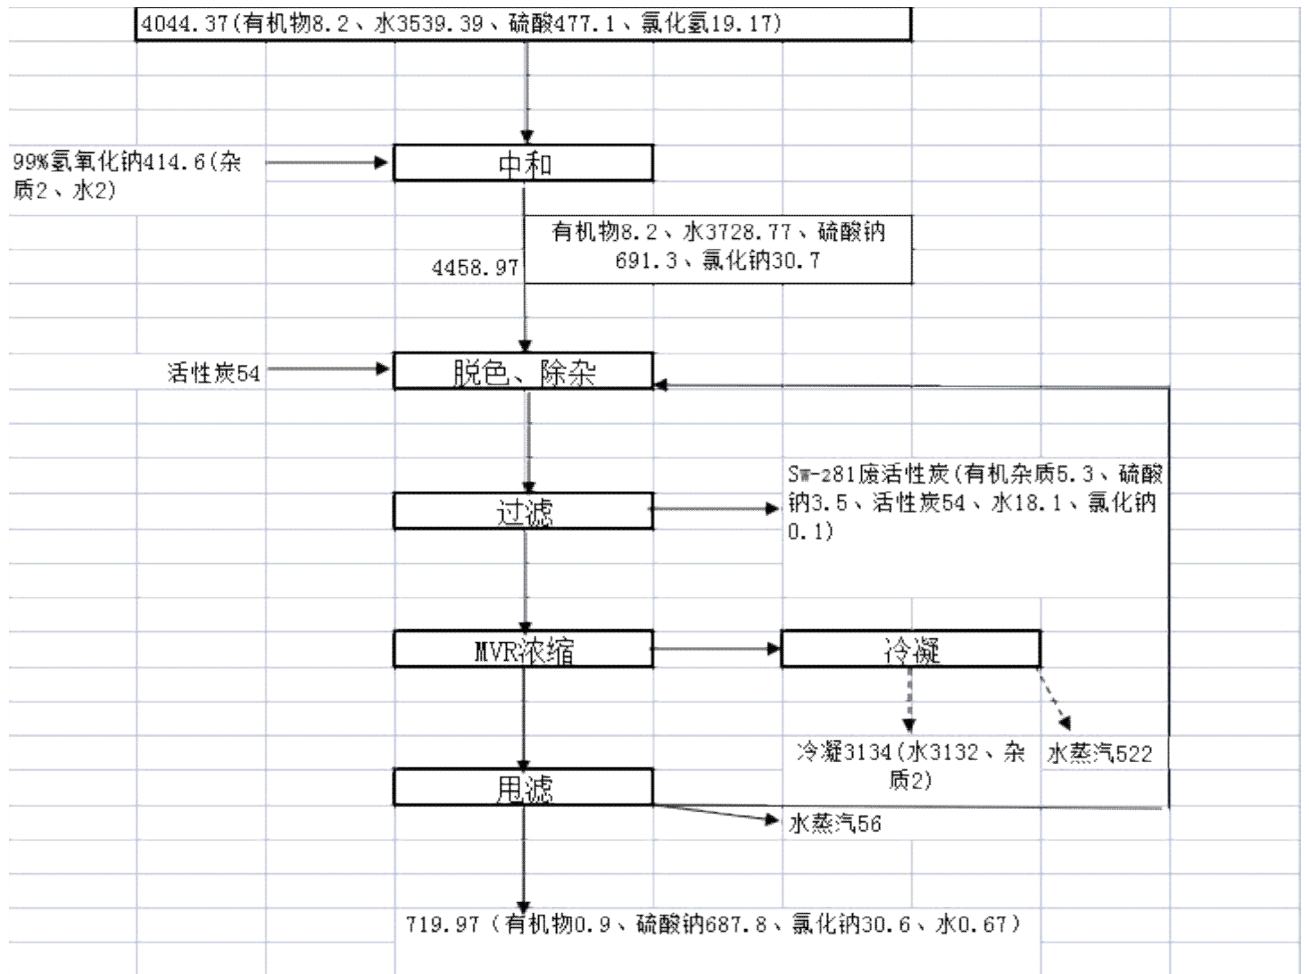 4044.37(有机物8.2、水3539.39、硫酸477.1、氯化氢19.17)
99%氢氧化钠414.6(杂
质2、水2)
中和
有机物8.2、水3728.77、硫酸钠
691.3、氯化钠30.7
4458.97
活性炭54
脱色、除杂
Sw-z81废活性炭(有机杂质5.3、硫酸
钠3.5、活性炭54、水18.1、氯化钠
0.1)
过滤
MVR浓缩
冷凝
冷凝3134(水3132、杂
质2)
水蒸汽522
甩滤
水蒸汽56
719.97（有机物0.9、硫酸钠687.8、氯化钠30.6、水0.67）